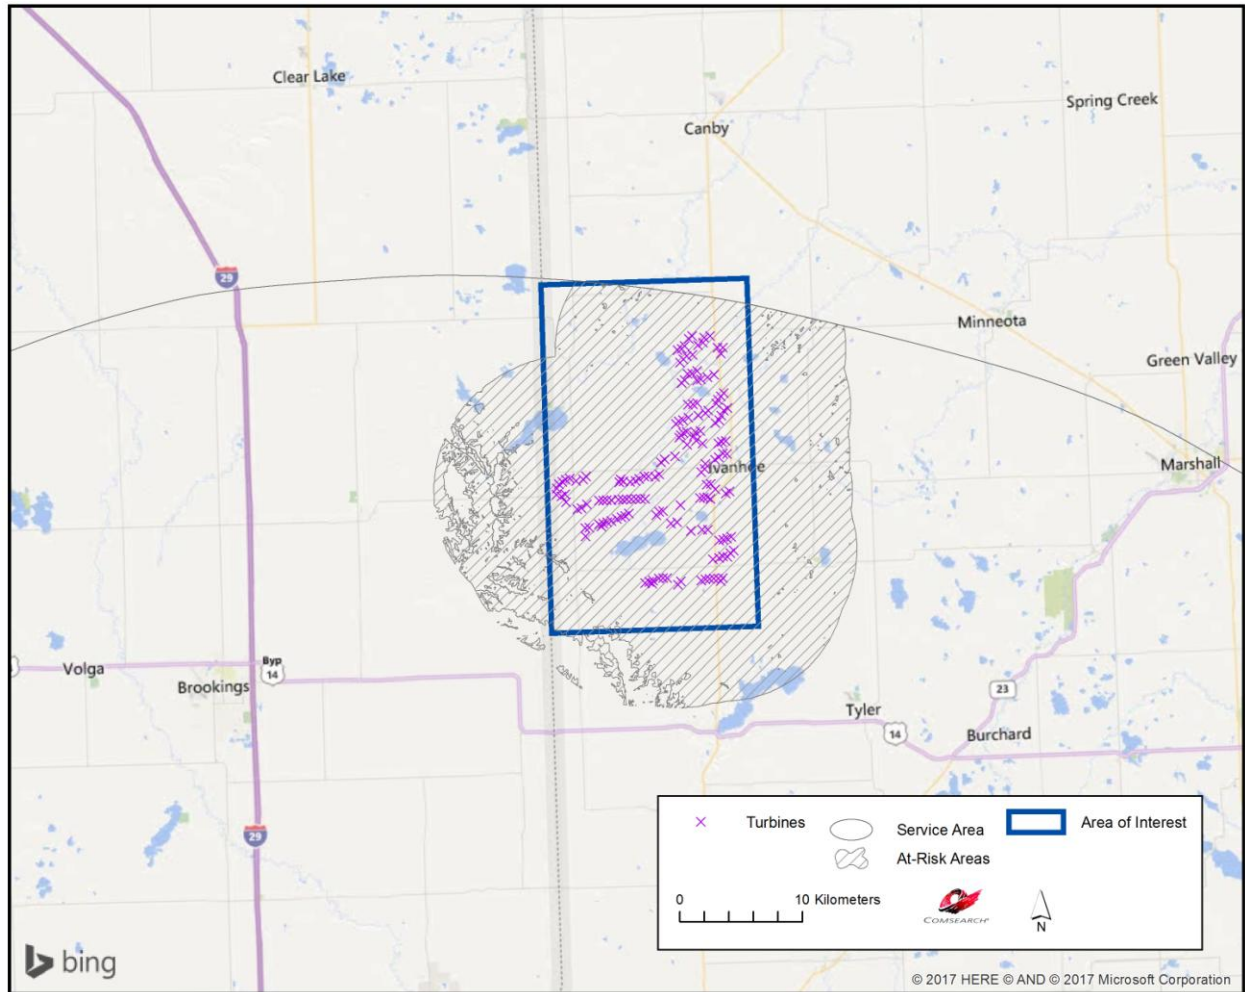 Clear Lake
Spring Creek
Canby
29
Minneota
Green Valley
Ivanhoe
Marshall
Volga
Byp
14
Brookings
23
Tyler
14
Burchard
29
Turbines
Service Area
Area of Interest
At-Risk Areas
0
10 Kilometers
COMSEARCH
N
bing
© 2017 HERE © AND © 2017 Microsoft Corporation